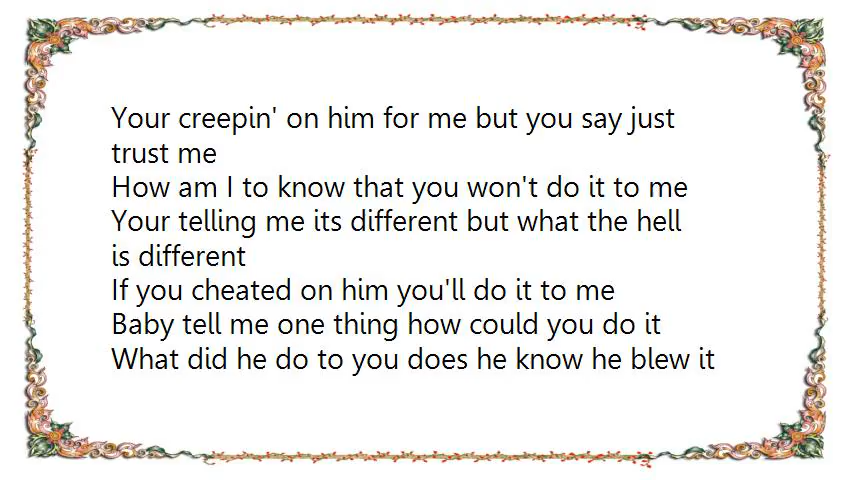 Your creepin' on him for me but you say just
trust me
How am I to know that you won't do it to me
Your telling me its different but what the hell
is different
If you cheated on him you'll do it to me
Baby tell me one thing how could you do it
What did he do to you does he know he blew it